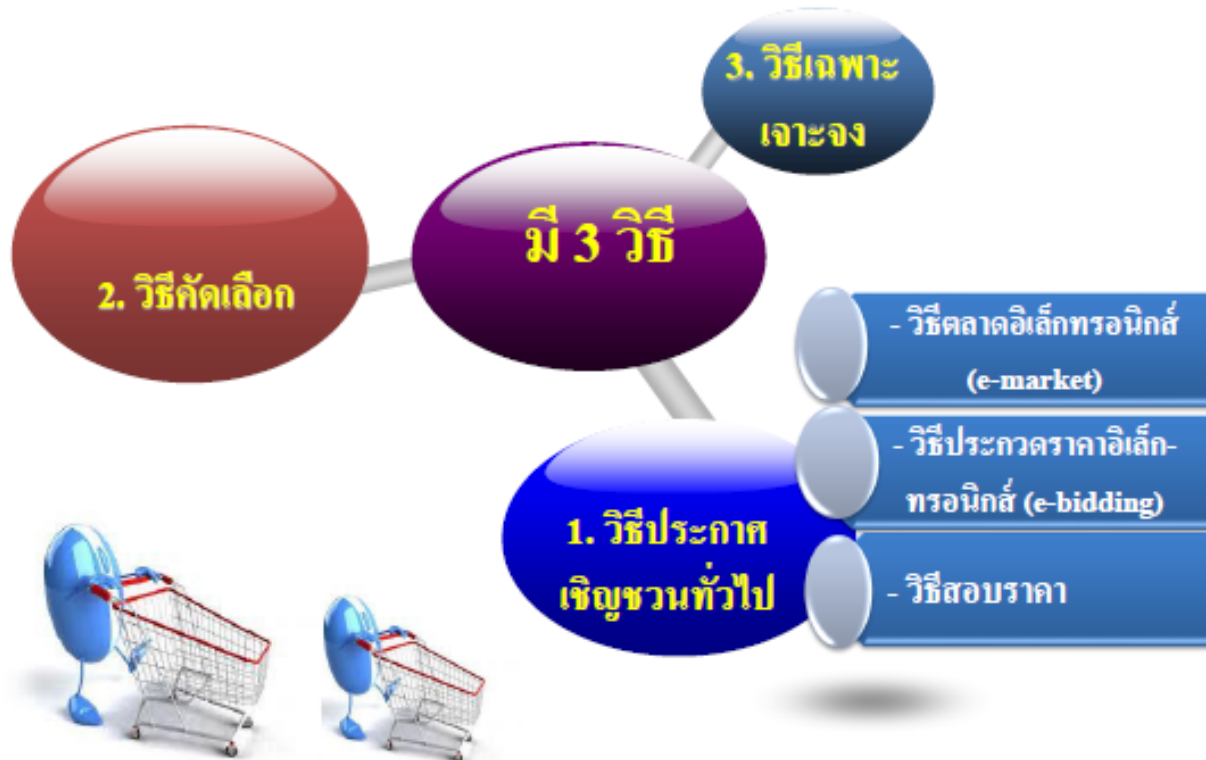 3. วิธีเฉพาะ
เจาะจง
มี 3 วิธี
2. วิธีคัดเลือก
- วิธีตลาดอิเล็กทรอนิกส์
(e-market)
- วิธีประกวดราคาอิเล็ก-
ทรอนิกส์ (e-bidding)
- วิธีสอบราคา
1. วิธีประกาศ
เชิญชวนทั่วไป